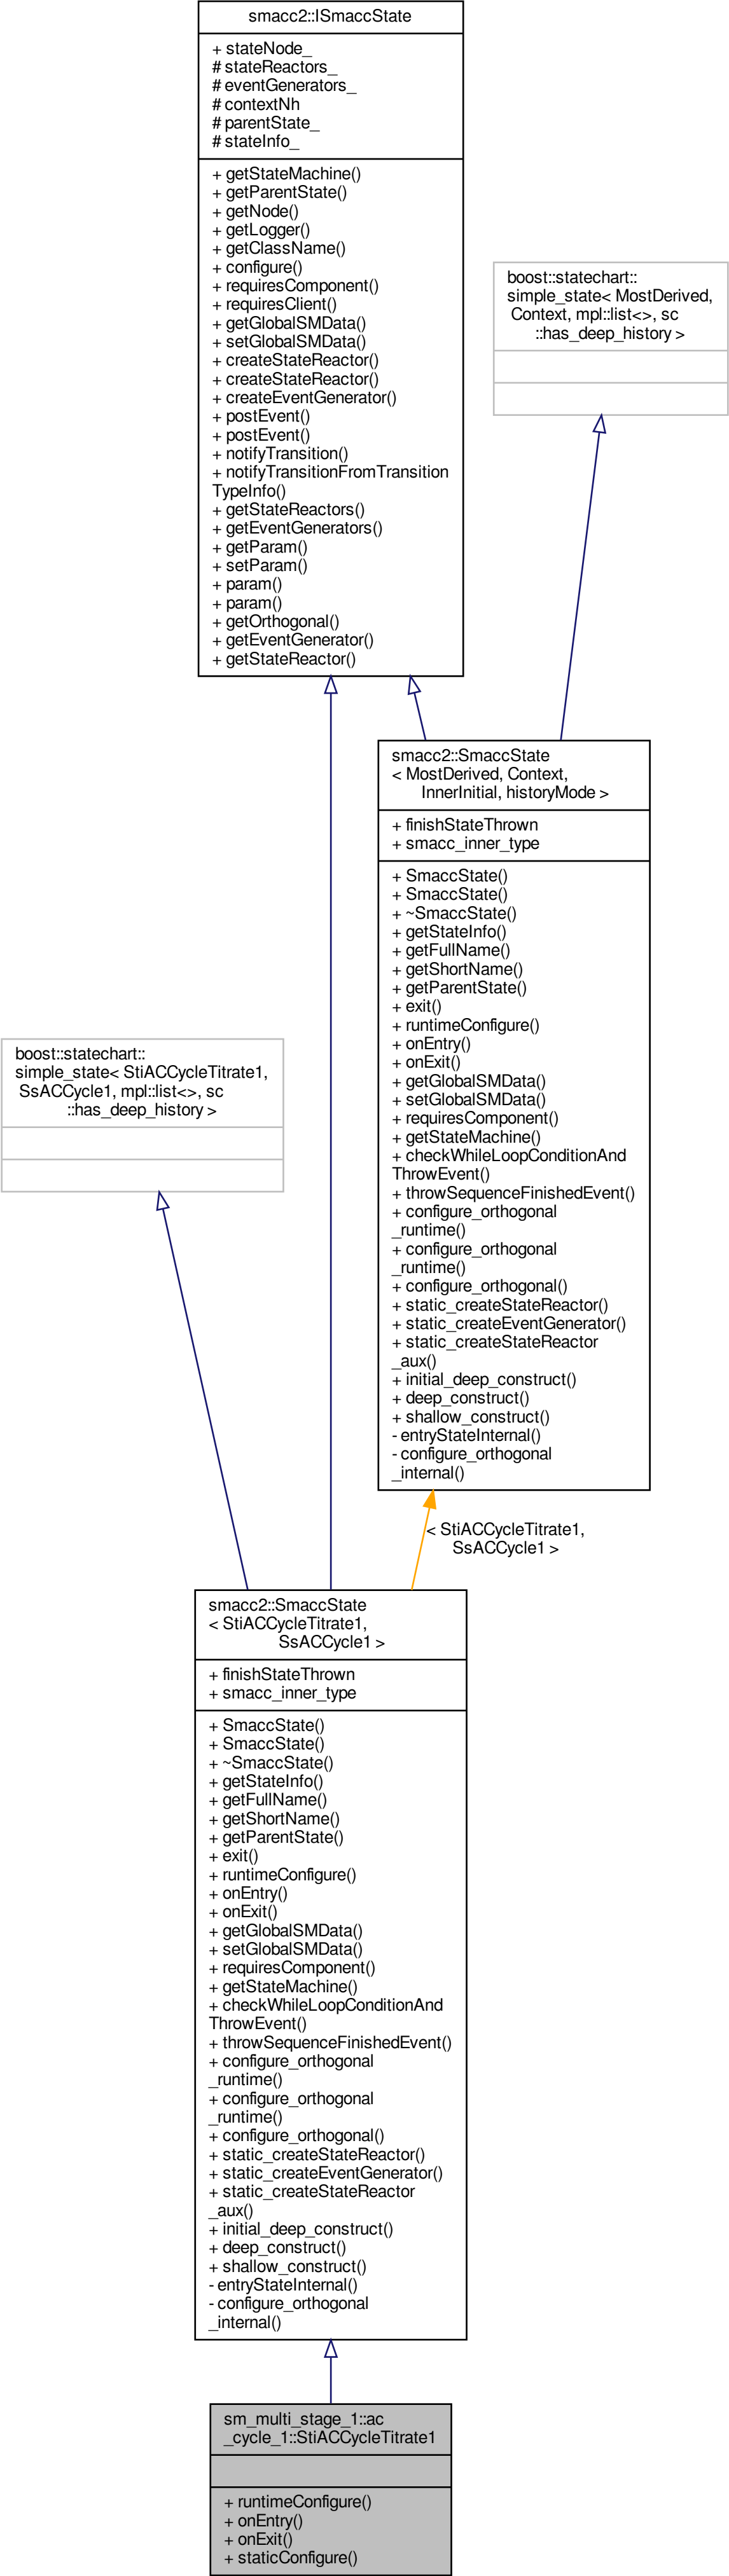 smacc2::ISmaccState
+ stateNode_
# stateReactors_
# eventGenerators_
# contextNh
# parentState_
# stateInfo_
+ getStateMachine()
+ getParentState()
+ getNode()
+ getLogger()
+ getClassName()
+ configure()
+ requiresComponent()
+ requiresClient()
+ getGlobalSMData()
+ setGlobalSMData()
+ createStateReactor()
+ createStateReactor()
+ createEventGenerator()
+ postEvent()
+ postEvent()
+ notifyTransition()
+ notifyTransitionFromTransition
TypeInfo()
+ getStateReactors()
+ getEventGenerators()
+ getParam()
+ setParam()
+ param()
+ param()
+ getOrthogonal()
+ getEventGenerator()
+ getStateReactor()
boost::statechart::
simple_state< MostDerived,
Context, mpl::list<>, sc
::has_deep_history >
smacc2::SmaccState
< MostDerived, Context,
InnerInitial, historyMode >
+ finishStateThrown
+ smacc_inner_type
+ SmaccState()
+ SmaccState()
+ ~SmaccState()
+ getStateInfo()
+ getFullName()
+ getShortName()
+ getParentState()
+ exit()
+ runtimeConfigure()
+ onEntry()
+ onExit()
+ getGlobalSMData()
+ setGlobalSMData()
+ requiresComponent()
+ getStateMachine()
+ checkWhileLoopConditionAnd
ThrowEvent()
+ throwSequenceFinishedEvent()
+ configure_orthogonal
_runtime()
+ configure_orthogonal
_runtime()
+ configure_orthogonal()
+ static_createStateReactor()
+ static_createEventGenerator()
+ static_createStateReactor
_aux()
+ initial_deep_construct()
+ deep_construct()
+ shallow_construct()
- entryStateInternal()
- configure_orthogonal
_internal()
boost::statechart::
simple_state< StiACCycleTitrate1,
SsACCycle1, mpl::list<>, sc
::has_deep_history >
< StiACCycleTitrate1,
SsACCycle1 >
smacc2::SmaccState
< StiACCycleTitrate1,
SsACCycle1 >
+ finishStateThrown
+ smacc_inner_type
+ SmaccState()
+ SmaccState()
+ ~SmaccState()
+ getStateInfo()
+ getFullName()
+ getShortName()
+ getParentState()
+ exit()
+ runtimeConfigure()
+ onEntry()
+ onExit()
+ getGlobalSMData()
+ setGlobalSMData()
+ requiresComponent()
+ getStateMachine()
+ checkWhileLoopConditionAnd
ThrowEvent()
+ throwSequenceFinishedEvent()
+ configure_orthogonal
_runtime()
+ configure_orthogonal
_runtime()
+ configure_orthogonal()
+ static_createStateReactor()
+ static_createEventGenerator()
+ static_createStateReactor
_aux()
+ initial_deep_construct()
+ deep_construct()
+ shallow_construct()
- entryStateInternal()
- configure_orthogonal
_internal()
sm_multi_stage_1::ac
_cycle_1::StiACCycleTitrate1
+ runtimeConfigure()
+ onEntry()
+ onExit()
+ staticConfigure()